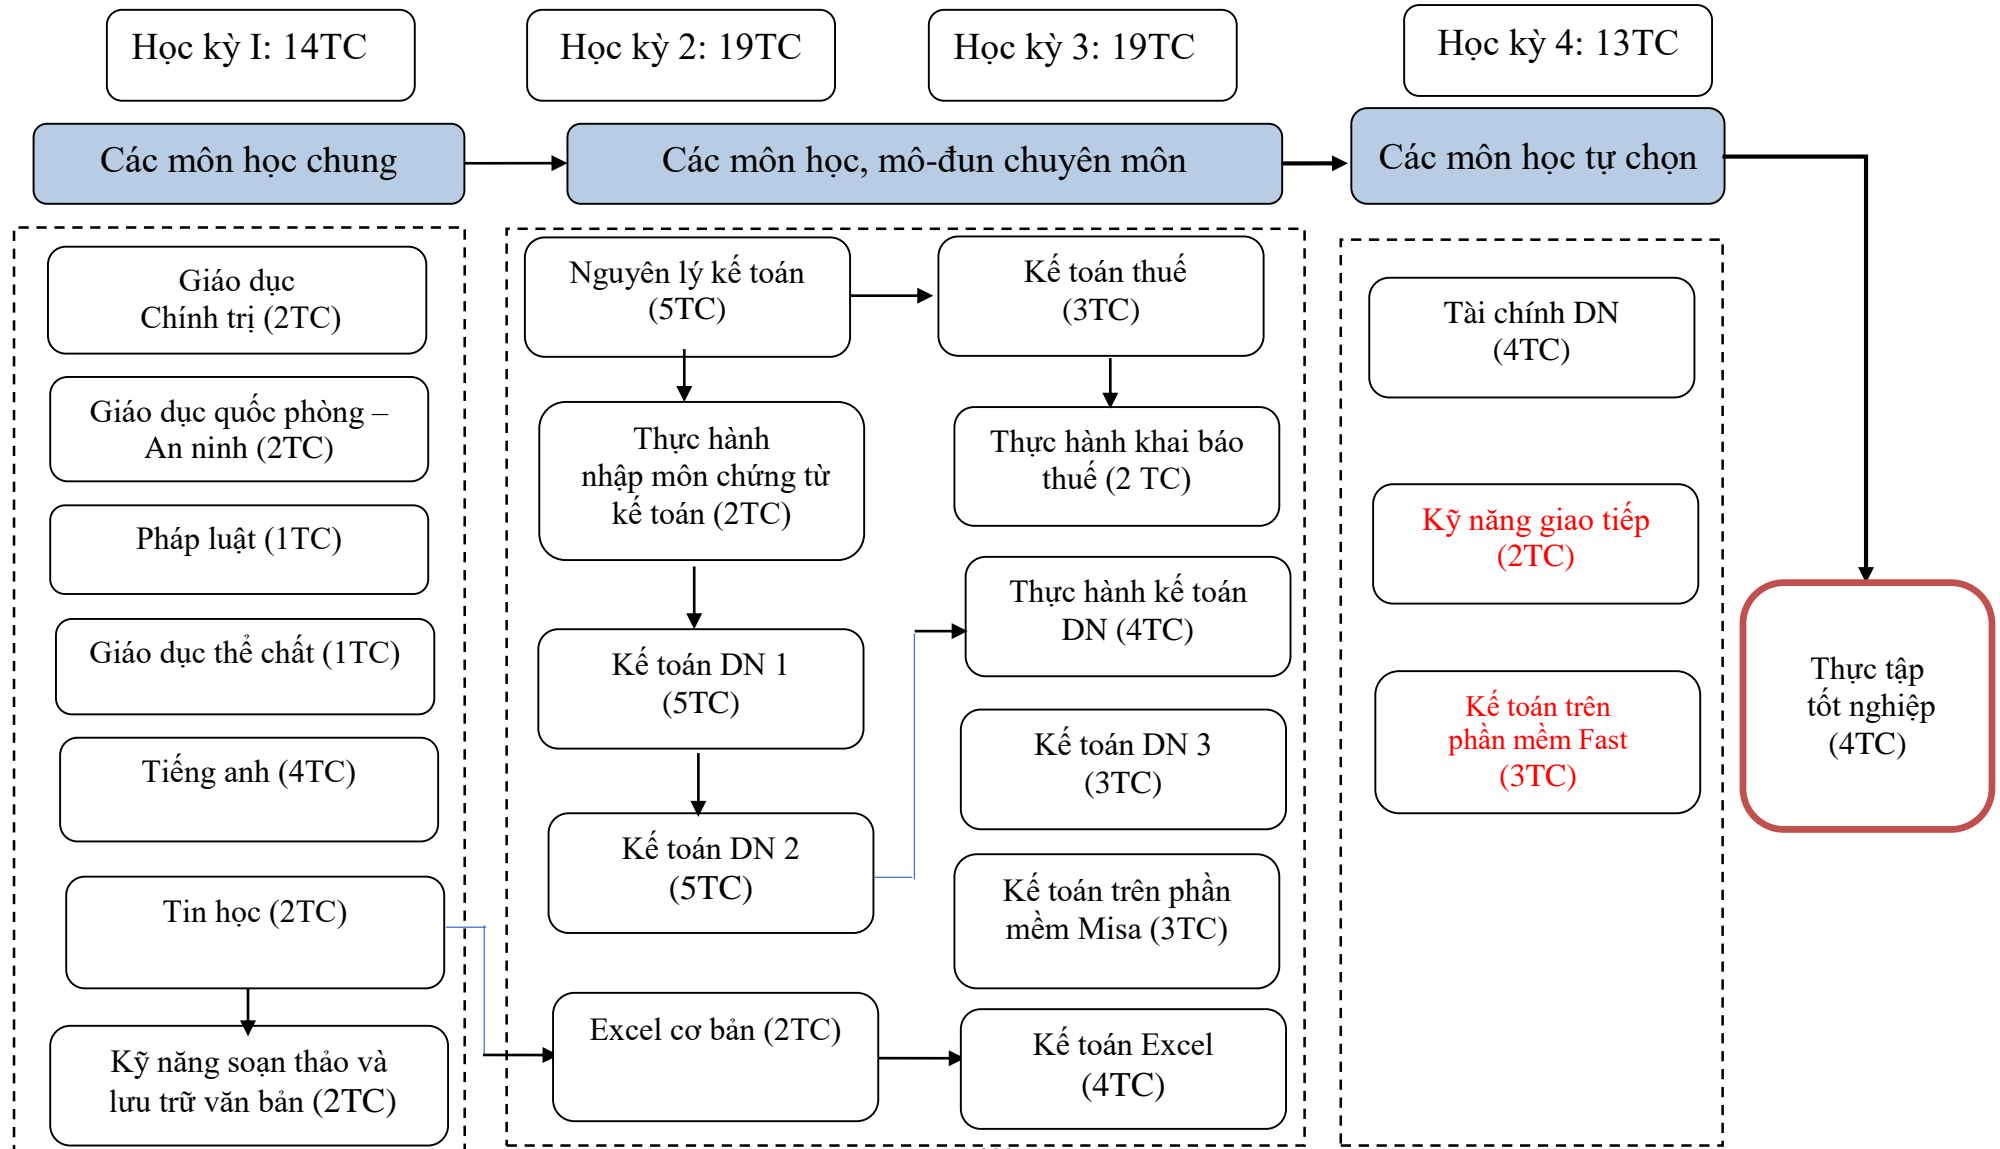 Học kỳ I: 14TC
Học kỳ 2: 19TC
Học kỳ 3: 19TC
Học kỳ 4: 13TC
Các môn học chung
Các môn học, mô-đun chuyên môn
Các môn học tự chọn
Giáo dục
Chính trị (2TC)
Giáo dục quốc phòng –
An ninh (2TC)
Pháp luật (1TC)
Giáo dục thể chất (1TC)
Tiếng anh (4TC)
Tin học (2TC)
Kỹ năng soạn thảo và
lưu trữ văn bản (2TC)
Nguyên lý kế toán
(5TC)
Thực hành
nhập môn chứng từ
kế toán (2TC)
Kế toán DN 1
(5TC)
Kế toán DN 2
(5TC)
Excel cơ bản (2TC)
Kế toán thuế
(3TC)
Thực hành khai báo
thuế (2 TC)
Thực hành kế toán
DN (4TC)
Kế toán DN 3
(3TC)
Kế toán trên phần
mềm Misa (3TC)
Kế toán Excel
(4TC)
Tài chính DN
(4TC)
Kỹ năng giao tiếp
(2TC)
Kế toán trên
phần mềm Fast
(3TC)
Thực tập
tốt nghiệp
(4TC)